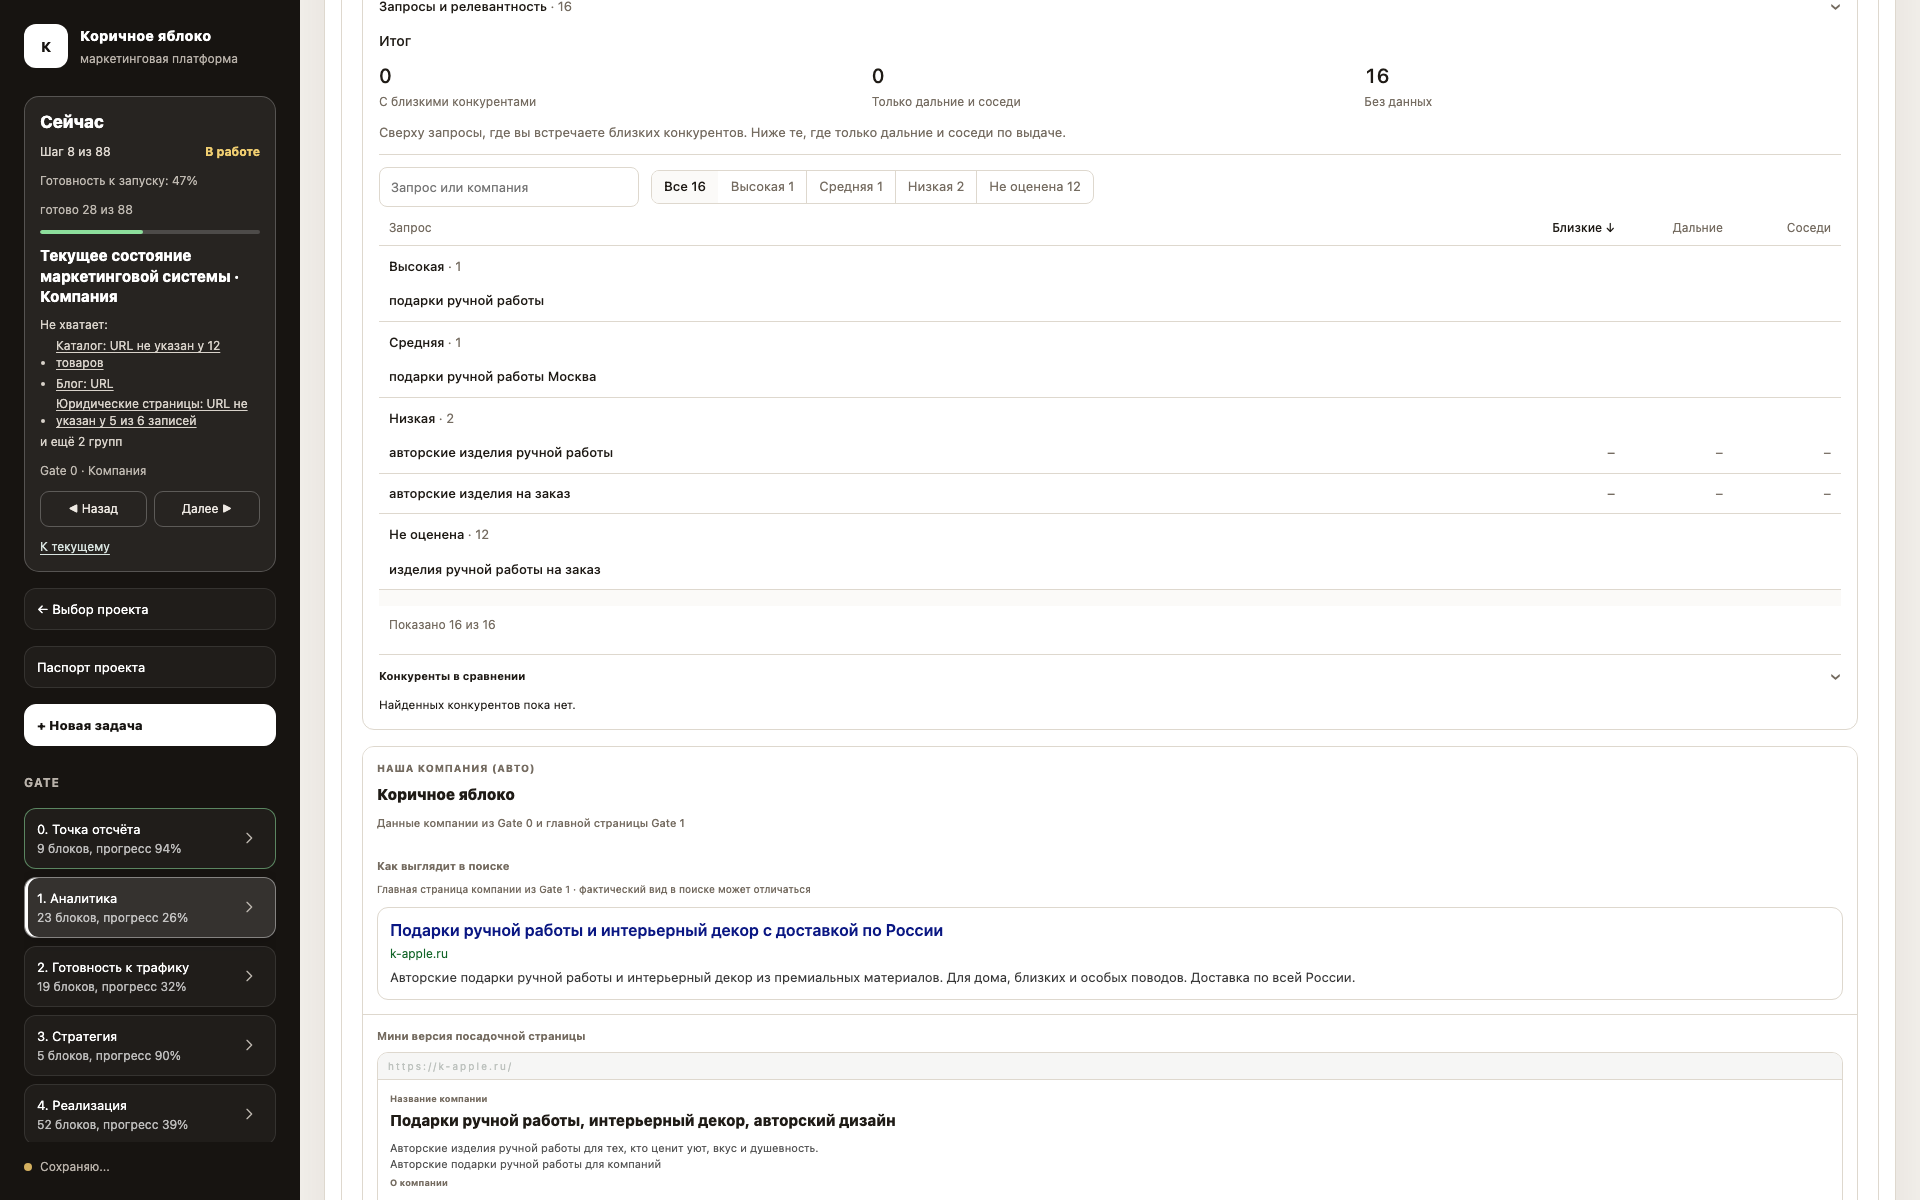 К
Коричное яблоко
маркетинговая платформа
Сейчас
Шаг 8 из 88
В работе
Готовность к запуску: 47%
готово 28 из 88
Текущее состояние
маркетинговой системы ·
Компания
Не хватает:
• Каталог: URL не указан у 12
товаров
• Блог: URL
• Юридические страницы: URL не
указан у 5 из 6 записей
и ещё 2 групп
Gate 0 · Компания
◀ Назад
Далее ▶
К текущему
← Выбор проекта
Паспорт проекта
+ Новая задача
GATE
0. Точка отсчёта
9 блоков, прогресс 94%
1. Аналитика
23 блоков, прогресс 26%
2. Готовность к трафику
19 блоков, прогресс 32%
3. Стратегия
5 блоков, прогресс 90%
4. Реализация
52 блоков, прогресс 39%
Сохраняю...
Запросы и релевантность · 16
Итог
0
С близкими конкурентами
0
Только дальние и соседи
16
Без данных
Сверху запросы, где вы встречаете близких конкурентов. Ниже те, где только дальние и соседи по выдаче.
Запрос или компания
Все 16
Высокая 1
Средняя 1
Низкая 2
Не оценена 12
Запрос
Близкие ↓
Дальние
Соседи
Высокая · 1
подарки ручной работы
Средняя · 1
подарки ручной работы Москва
Низкая · 2
авторские изделия ручной работы – – –
авторские изделия на заказ – – –
Не оценена · 12
изделия ручной работы на заказ
Показано 16 из 16
Конкуренты в сравнении
Найденных конкурентов пока нет.
НАША КОМПАНИЯ (АВТО)
Коричное яблоко
Данные компании из Gate 0 и главной страницы Gate 1
Как выглядит в поиске
Главная страница компании из Gate 1 · фактический вид в поиске может отличаться
Подарки ручной работы и интерьерный декор с доставкой по России
k-apple.ru
Авторские подарки ручной работы и интерьерный декор из премиальных материалов. Для дома, близких и особых поводов. Доставка по всей России.
Мини версия посадочной страницы
https://k-apple.ru/
Название компании
Подарки ручной работы, интерьерный декор, авторский дизайн
Авторские изделия ручной работы для тех, кто ценит уют, вкус и душевность.
Авторские подарки ручной работы для компаний
О компании